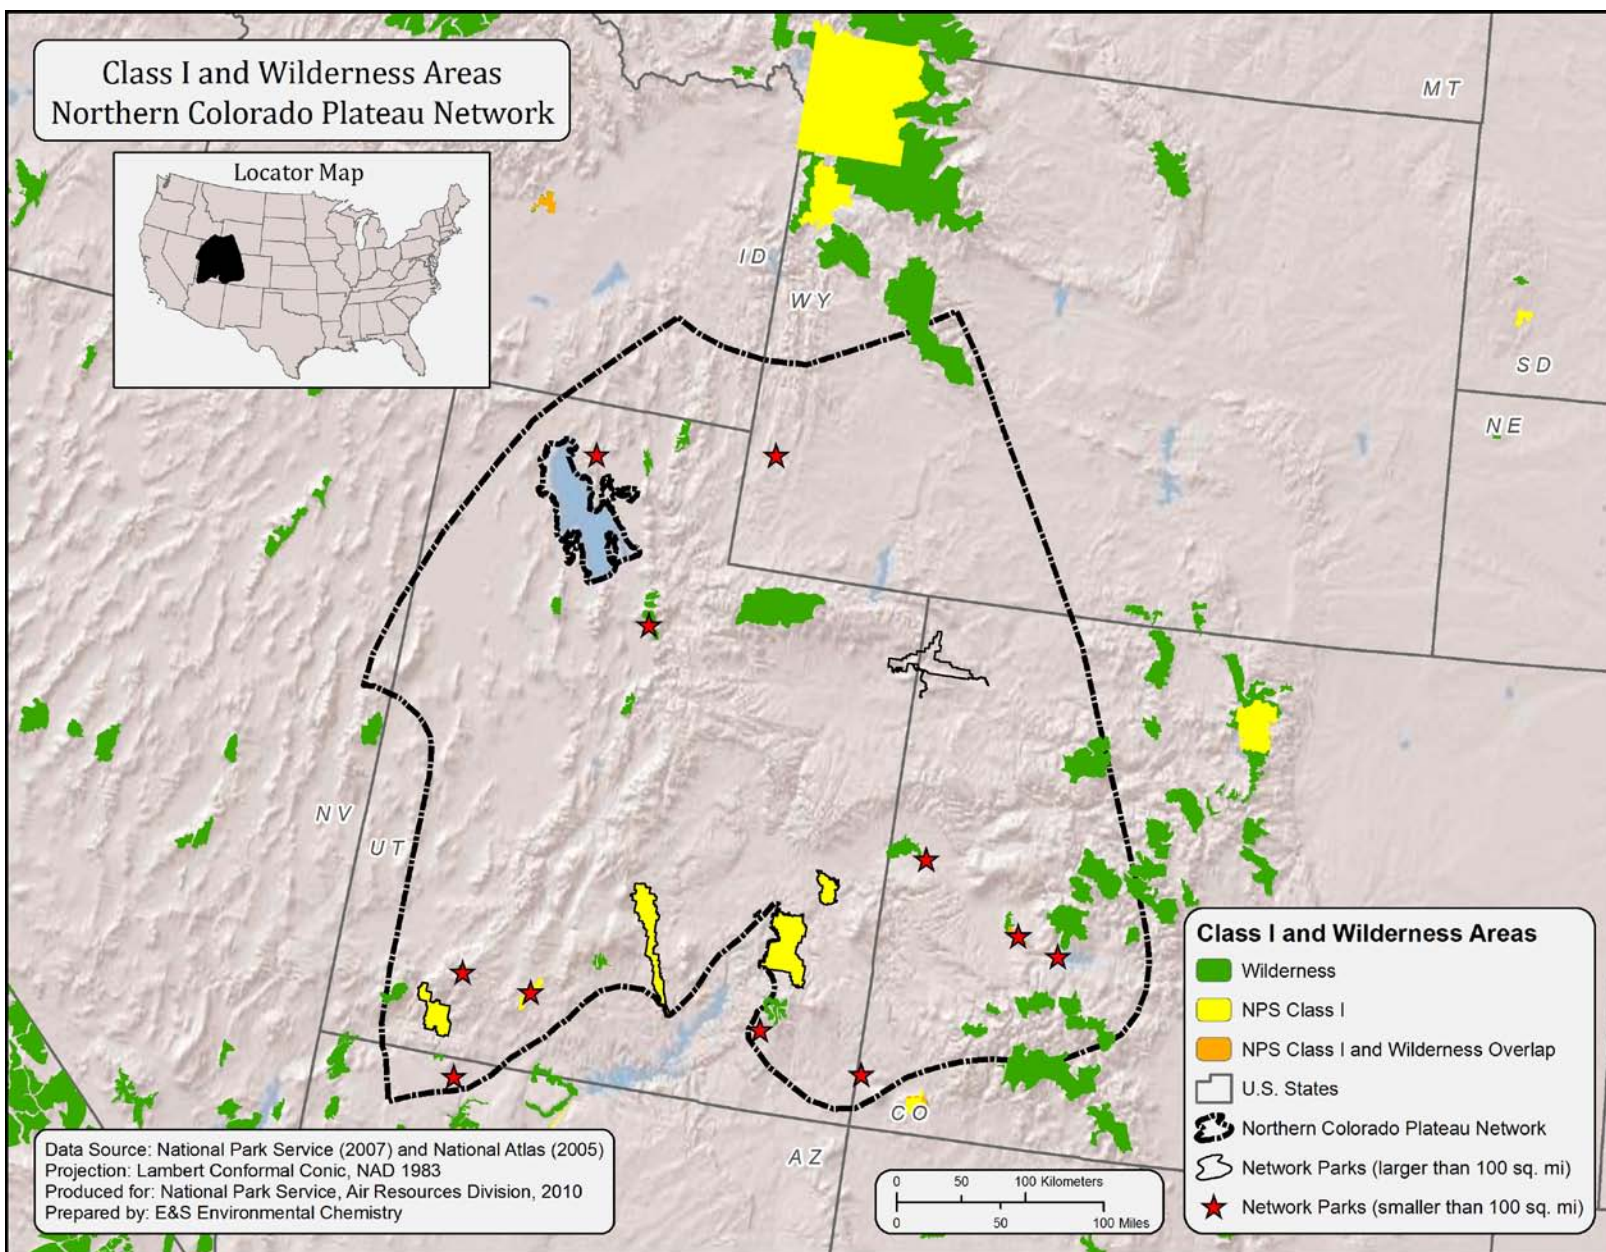 Class I and Wilderness Areas
Northern Colorado Plateau Network
Locator Map
MT
ID
WY
SD
NE
NV
UT
CO
AZ
Class I and Wilderness Areas
Wilderness
NPS Class I
NPS Class I and Wilderness Overlap
U.S. States
Northern Colorado Plateau Network
Network Parks (larger than 100 sq. mi)
Network Parks (smaller than 100 sq. mi)
Data Source: National Park Service (2007) and National Atlas (2005)
Projection: Lambert Conformal Conic, NAD 1983
Produced for: National Park Service, Air Resources Division, 2010
Prepared by: E&S Environmental Chemistry
0 50 100 Kilometers
0 50 100 Miles